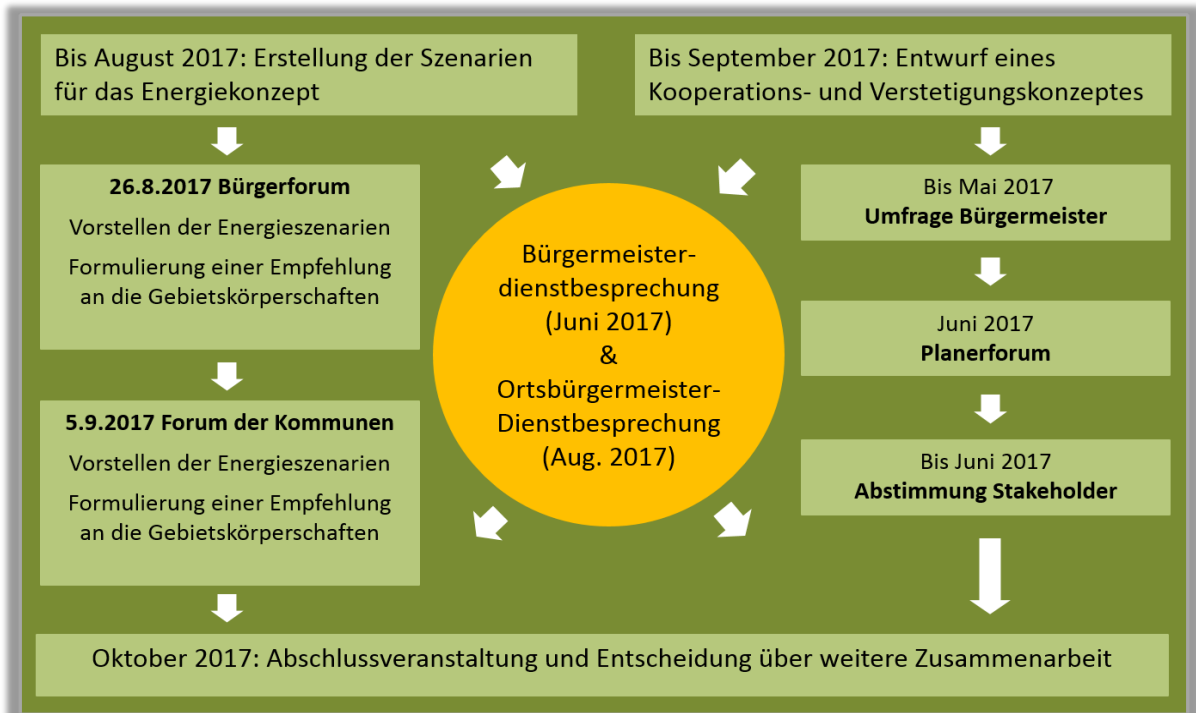 Bis August 2017: Erstellung der Szenarien
für das Energiekonzept
Bis September 2017: Entwurf eines
Kooperations- und Verstetigungskonzeptes
26.8.2017 Bürgerforum
Vorstellen der Energieszenarien
Formulierung einer Empfehlung
an die Gebietskörperschaften
5.9.2017 Forum der Kommunen
Vorstellen der Energieszenarien
Formulierung einer Empfehlung
an die Gebietskörperschaften
Bürgermeister-
dienstbesprechung
(Juni 2017)
&
Ortsbürgermeister-
Dienstbesprechung
(Aug. 2017)
Bis Mai 2017
Umfrage Bürgermeister
Juni 2017
Planerforum
Bis Juni 2017
Abstimmung Stakeholder
Oktober 2017: Abschlussveranstaltung und Entscheidung über weitere Zusammenarbeit